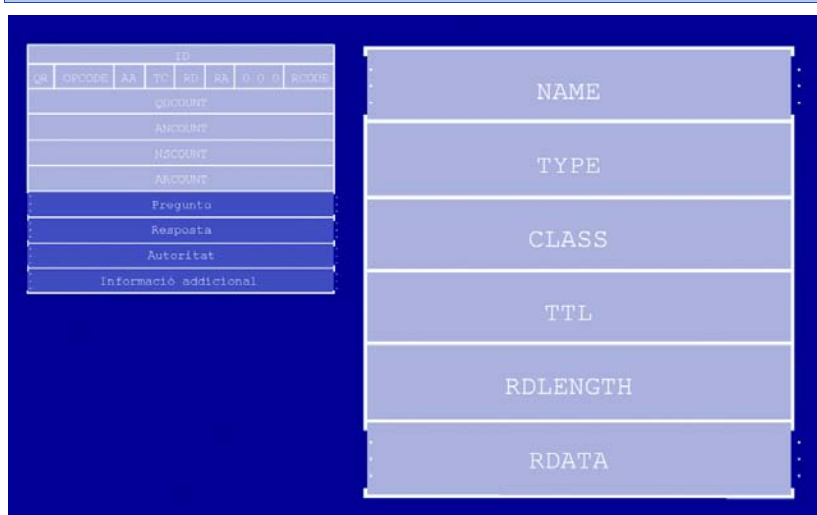 ID
QR OPCODE AA TC RD RA 0 0 0 RCODE
QDCOUNT
ANCOUNT
NSCOUNT
ARCOUNT
Pregunta
Resposta
Autoritat
Informació addicional
NAME
TYPE
CLASS
TTL
RDLENGTH
RDATA